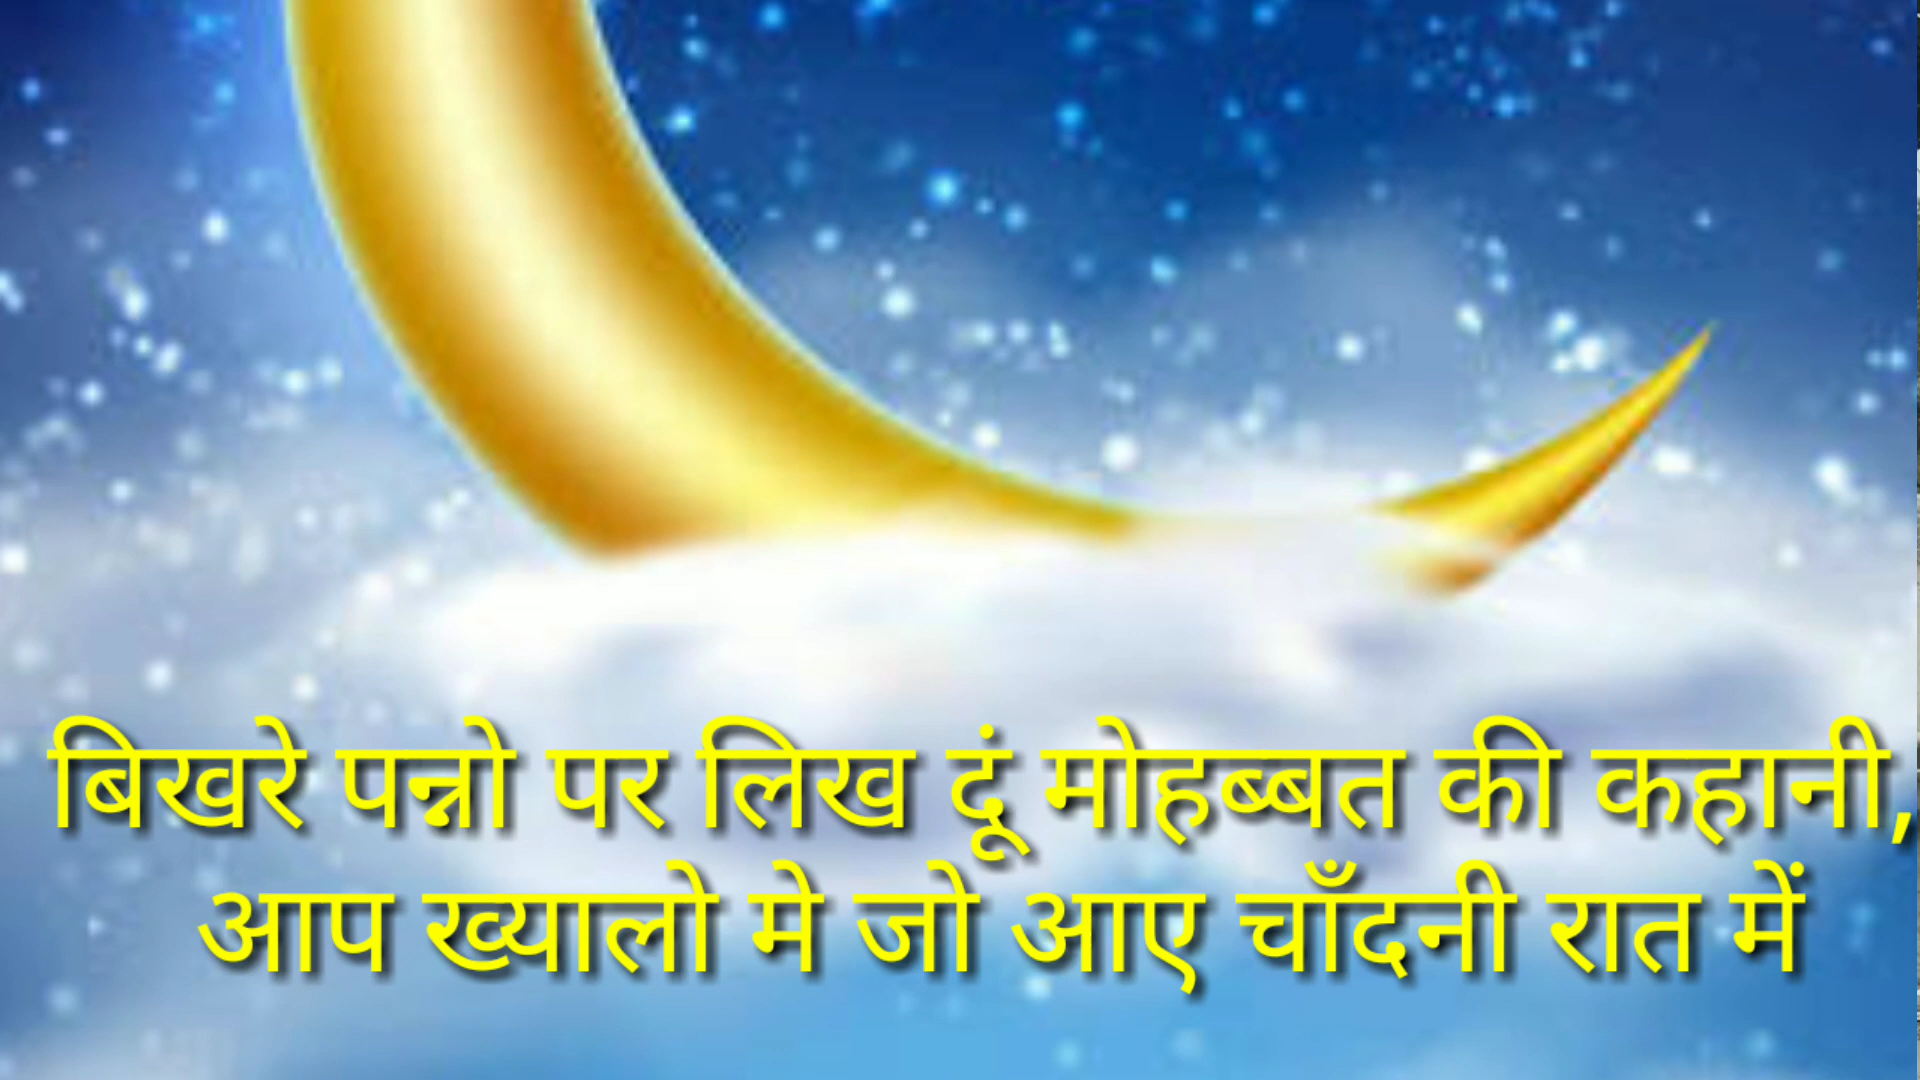 बिखरे पन्नो पर लिख दूं मोहब्बत की कहानी,
आप ख्यालो मे जो आए चाँदनी रात में